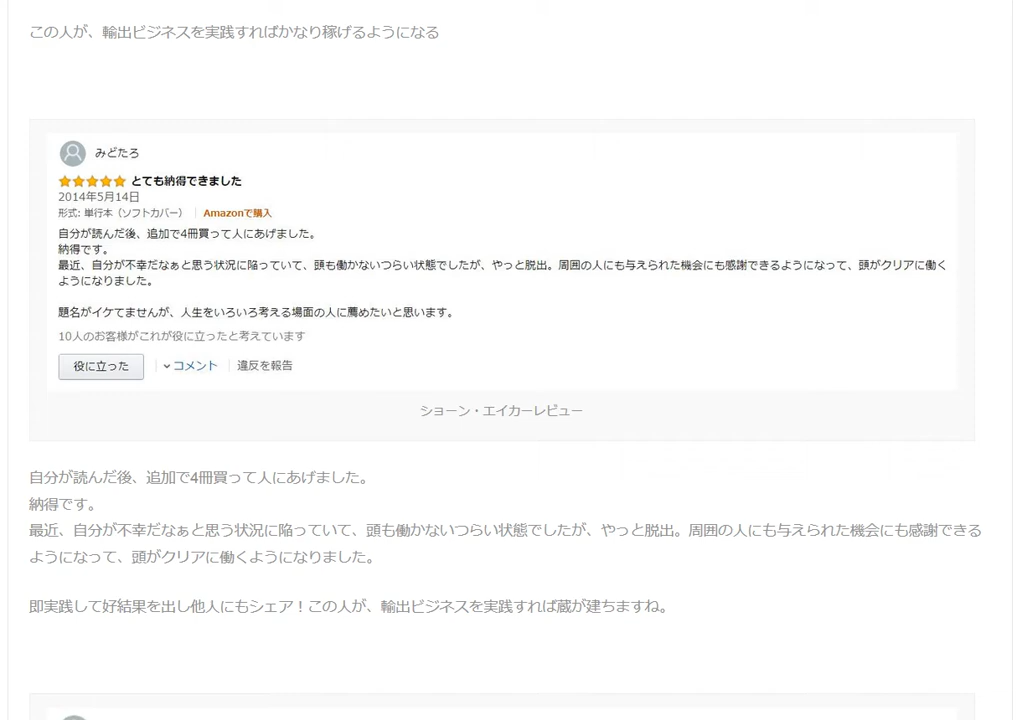 この人が、輸出ビジネスを実践すればかなり稼げるようになる
みどたろ
とても納得できました
2014年5月14日
形式: 単行本（ソフトカバー） | Amazonで購入
自分が読んだ後、追加で4冊買って人にあげました。
納得です。
最近、自分が不幸だなぁと思う状況に陥っていて、頭も働かないつらい状態でしたが、やっと脱出。周囲の人にも与えられた機会にも感謝できるようになって、頭がクリアに働く
ようになりました。
題名がイケてませんが、人生をいろいろ考える場面の人に薦めたいと思います。
10人のお客様がこれが役に立ったと考えています
役に立った | コメント | 違反を報告
ショーン・エイカーレビュー
自分が読んだ後、追加で4冊買って人にあげました。
納得です。
最近、自分が不幸だなぁと思う状況に陥っていて、頭も働かないつらい状態でしたが、やっと脱出。周囲の人にも与えられた機会にも感謝できる
ようになって、頭がクリアに働くようになりました。
即実践して好結果を出し他人にもシェア！この人が、輸出ビジネスを実践すれば蔵が建ちますね。